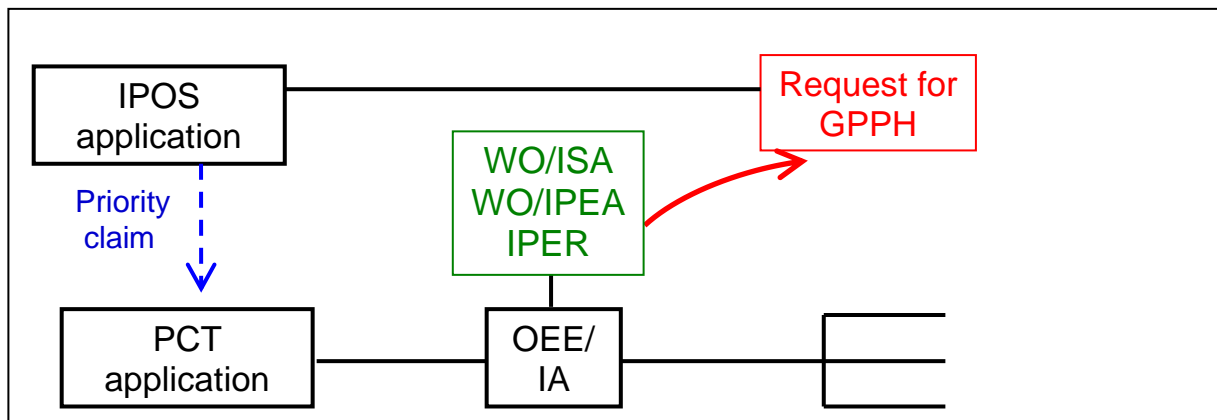 IPOS
application
Request for
GPPH
WO/ISA
WO/IPEA
IPER
Priority
claim
PCT
application
OEE/
IA